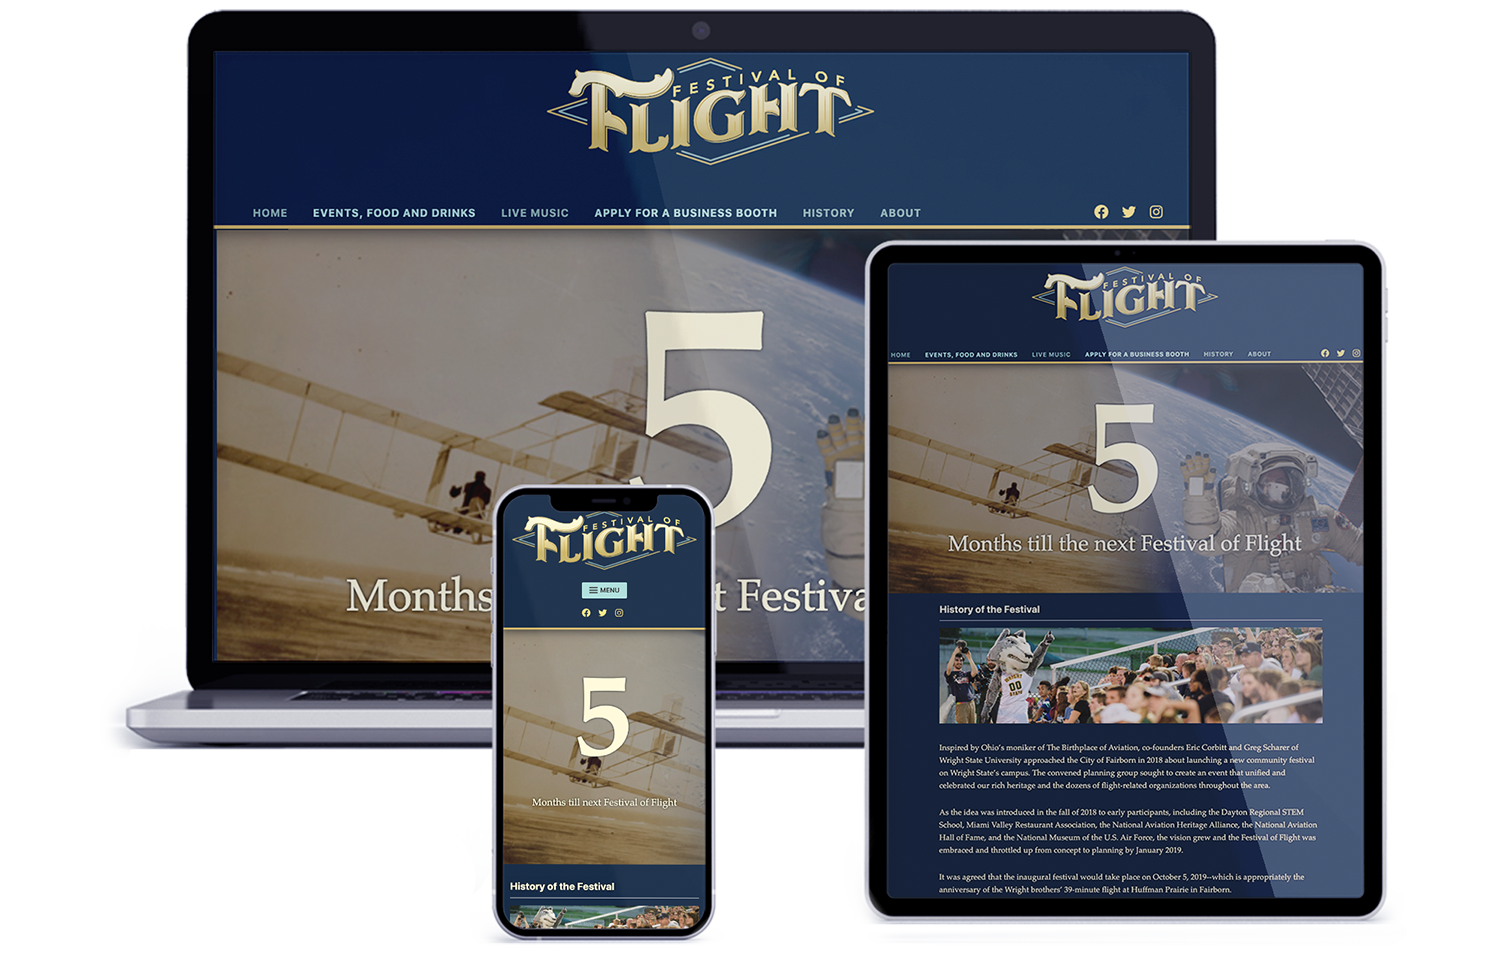 FESTIVAL OF
FLIGHT
HOME EVENTS, FOOD AND DRINKS LIVE MUSIC APPLY FOR A BUSINESS BOOTH HISTORY ABOUT
5
Months
t Festiva
FESTIVAL OF
FLIGHT
MENU
5
Months till next Festival of Flight
History of the Festival
FESTIVAL OF
FLIGHT
HOME EVENTS, FOOD AND DRINKS LIVE MUSIC APPLY FOR A BUSINESS BOOTH HISTORY ABOUT
5
Months till the next Festival of Flight
History of the Festival
WRIGHT
00
STATE
Inspired by Ohio's moniker of The Birthplace of Aviation, co-founders Eric Corbitt and Greg Scharer of
Wright State University approached the City of Fairborn in 2018 about launching a new community festival
on Wright State's campus. The convened planning group sought to create an event that unified and
celebrated our rich heritage and the dozens of flight-related organizations throughout the area.
As the idea was introduced in the fall of 2018 to early participants, including the Dayton Regional STEM
School, Miami Valley Restaurant Association, the National Aviation Heritage Alliance, the National Aviation
Hall of Fame, and the National Museum of the U.S. Air Force, the vision grew and the Festival of Flight was
embraced and throttled up from concept to planning by January 2019.
It was agreed that the inaugural festival would take place on October 5, 2019--which is appropriately the
anniversary of the Wright brothers' 39-minute flight at Huffman Prairie in Fairborn.